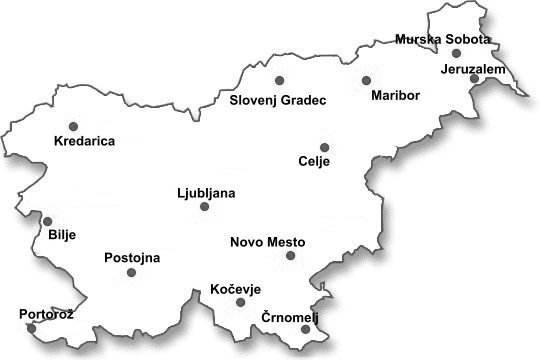 Murska Sobota
Jeruzalem
Slovenj Gradec
Maribor
Kredarica
Celje
Ljubljana
Bilje
Novo Mesto
Postojna
Kočevje
Portorož
Črnomelj